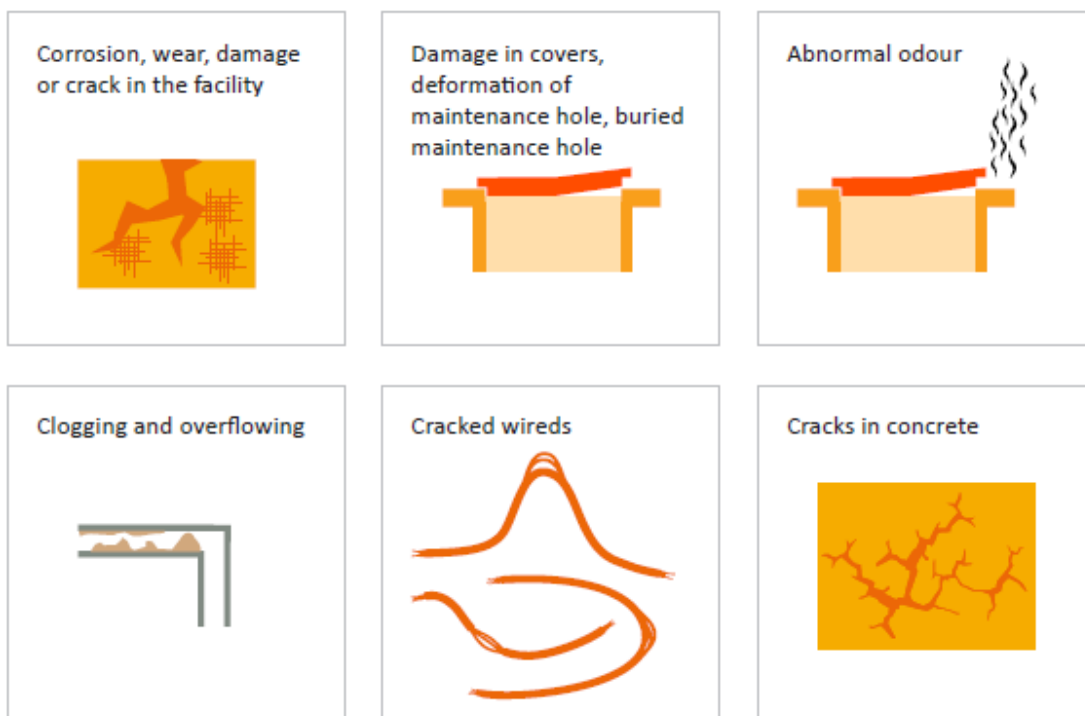 Corrosion, wear, damage
or crack in the facility
Damage in covers,
deformation of
maintenance hole, buried
maintenance hole
Abnormal odour
Clogging and overflowing
Cracked wireds
Cracks in concrete